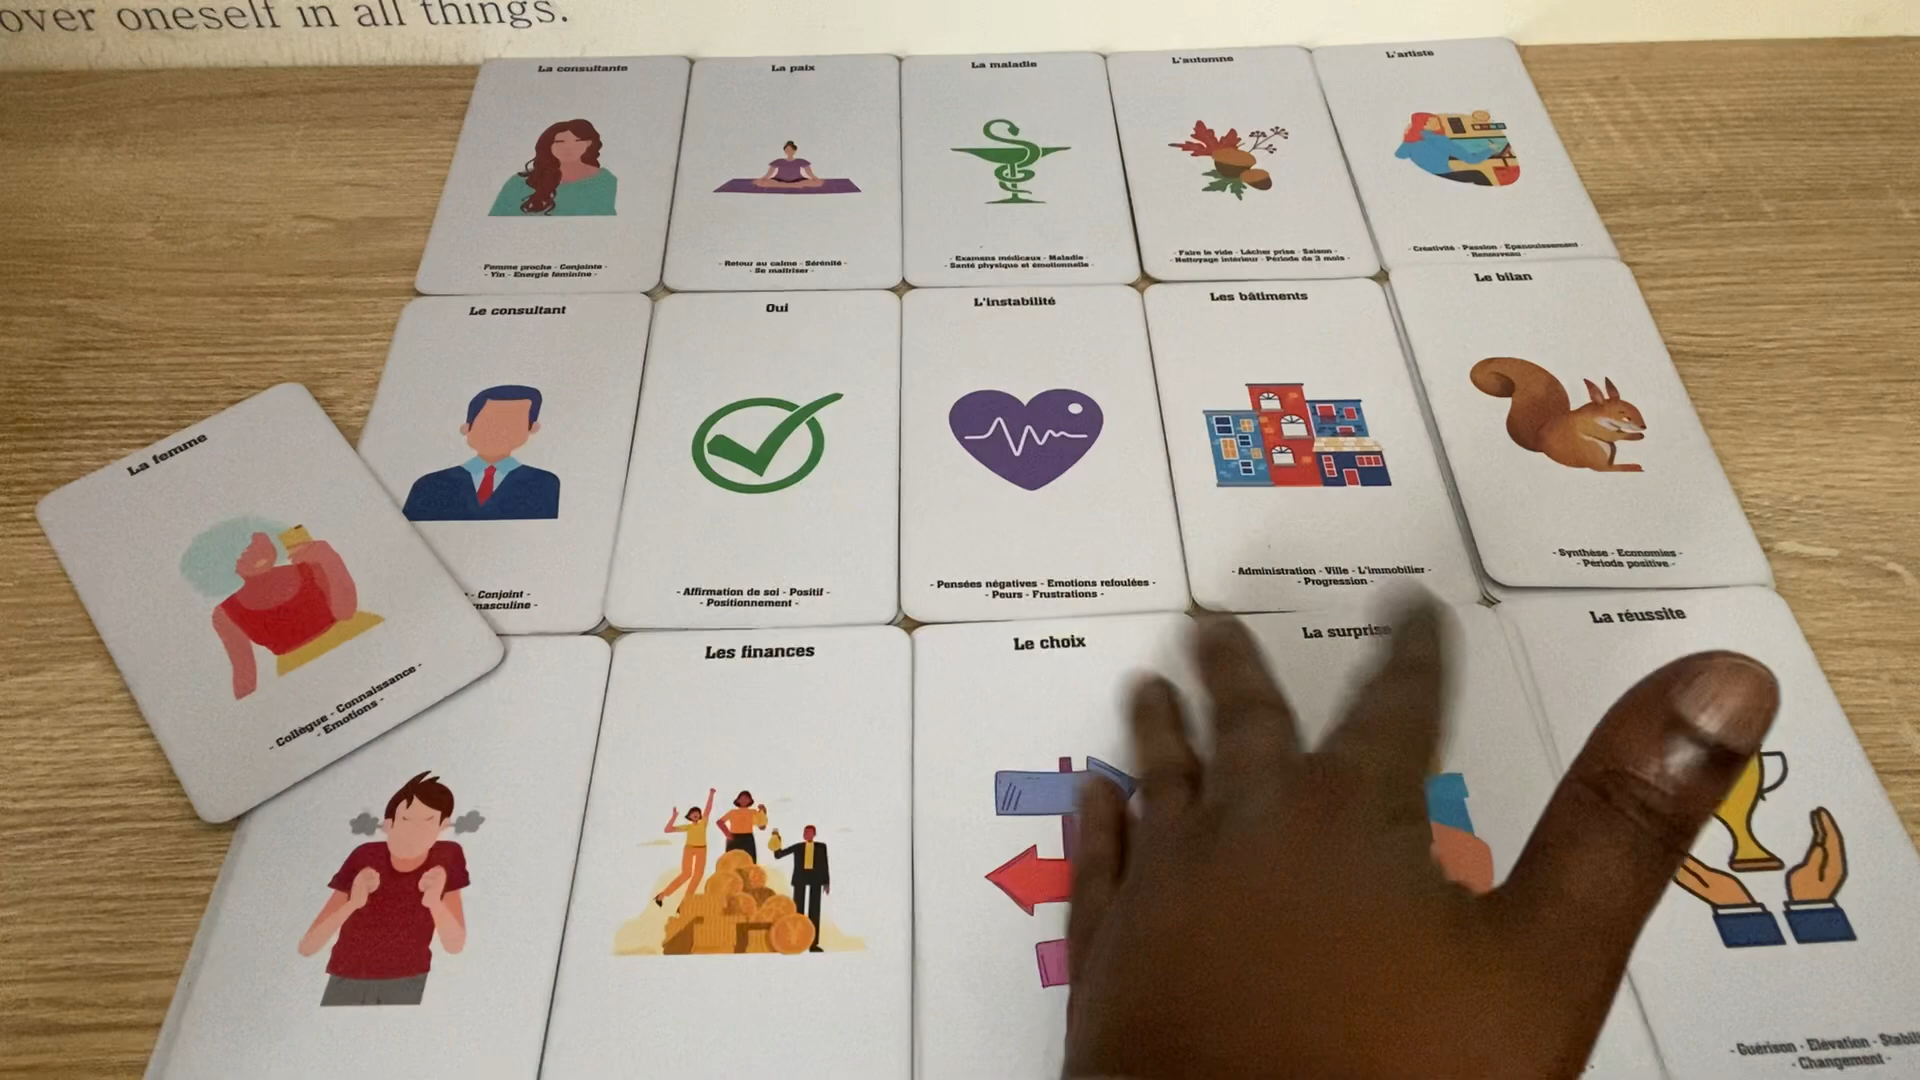 over oneself in all things.
La consultante
- Femme proche - Conjointe -
- Yin - Energie féminine -
La paix
- Retour au calme - Sérénité -
- Se maîtriser -
La maladie
- Examens médicaux - Maladie -
- Santé physique et émotionnelle -
L'automne
- Faire le vide - Lâcher prise - Saison -
- Nettoyage intérieur - Période de 3 mois -
L'artiste
- Créativité - Passion - Epanouissement -
- Renouveau -
Le consultant
- Conjoint -
masculine -
Oui
- Affirmation de soi - Positif -
- Positionnement -
L'instabilité
- Pensées négatives - Emotions refoulées -
- Peurs - Frustrations -
Les bâtiments
- Administration - Ville - L'immobilier -
- Progression -
Le bilan
- Synthèse - Economies -
- Période positive -
La femme
- Collègue - Connaissance -
- Emotions -
Les finances
Le choix
La surprise
La réussite
- Guérison - Elévation -
- Changement -